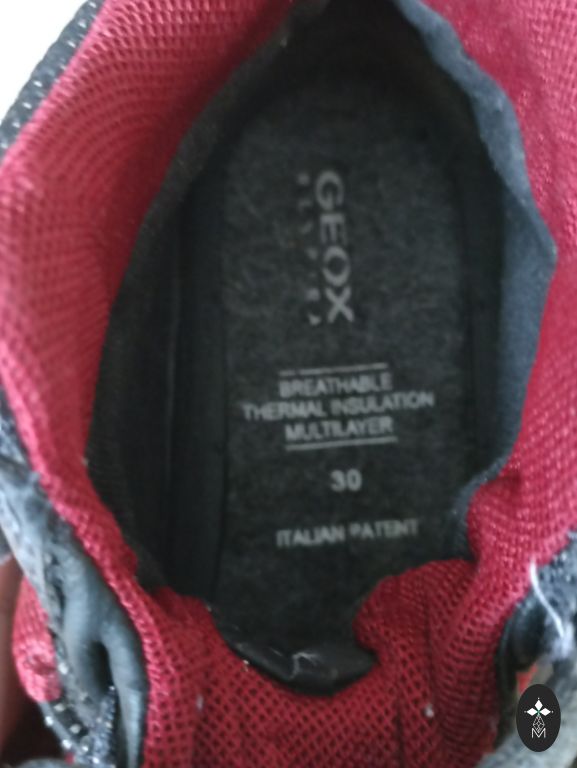 GEOX
BREATHABLE
THERMAL INSULATION
MULTILAYER
30
ITALIAN PATENT
M